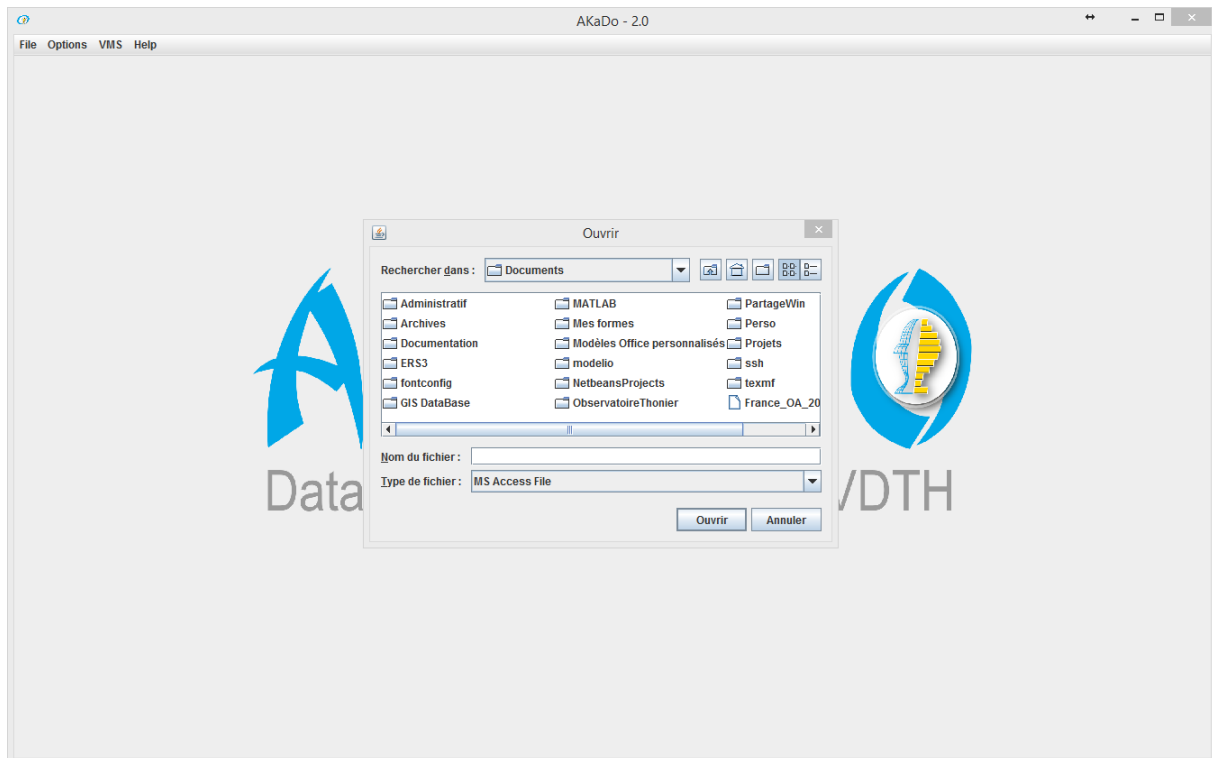 AKaDo - 2.0
File Options VMS Help
Ouvrir
Rechercher dans : Documents
Administratif MATLAB PartageWin
Archives Mes formes Perso
Documentation Modèles Office personnalisés Projets
ERS3 modelio ssh
fontconfig NetbeansProjects texmf
GIS DataBase ObservatoireThonier France_OA_20
Nom du fichier :
Type de fichier : MS Access File
Data VDTH
Ouvrir Annuler